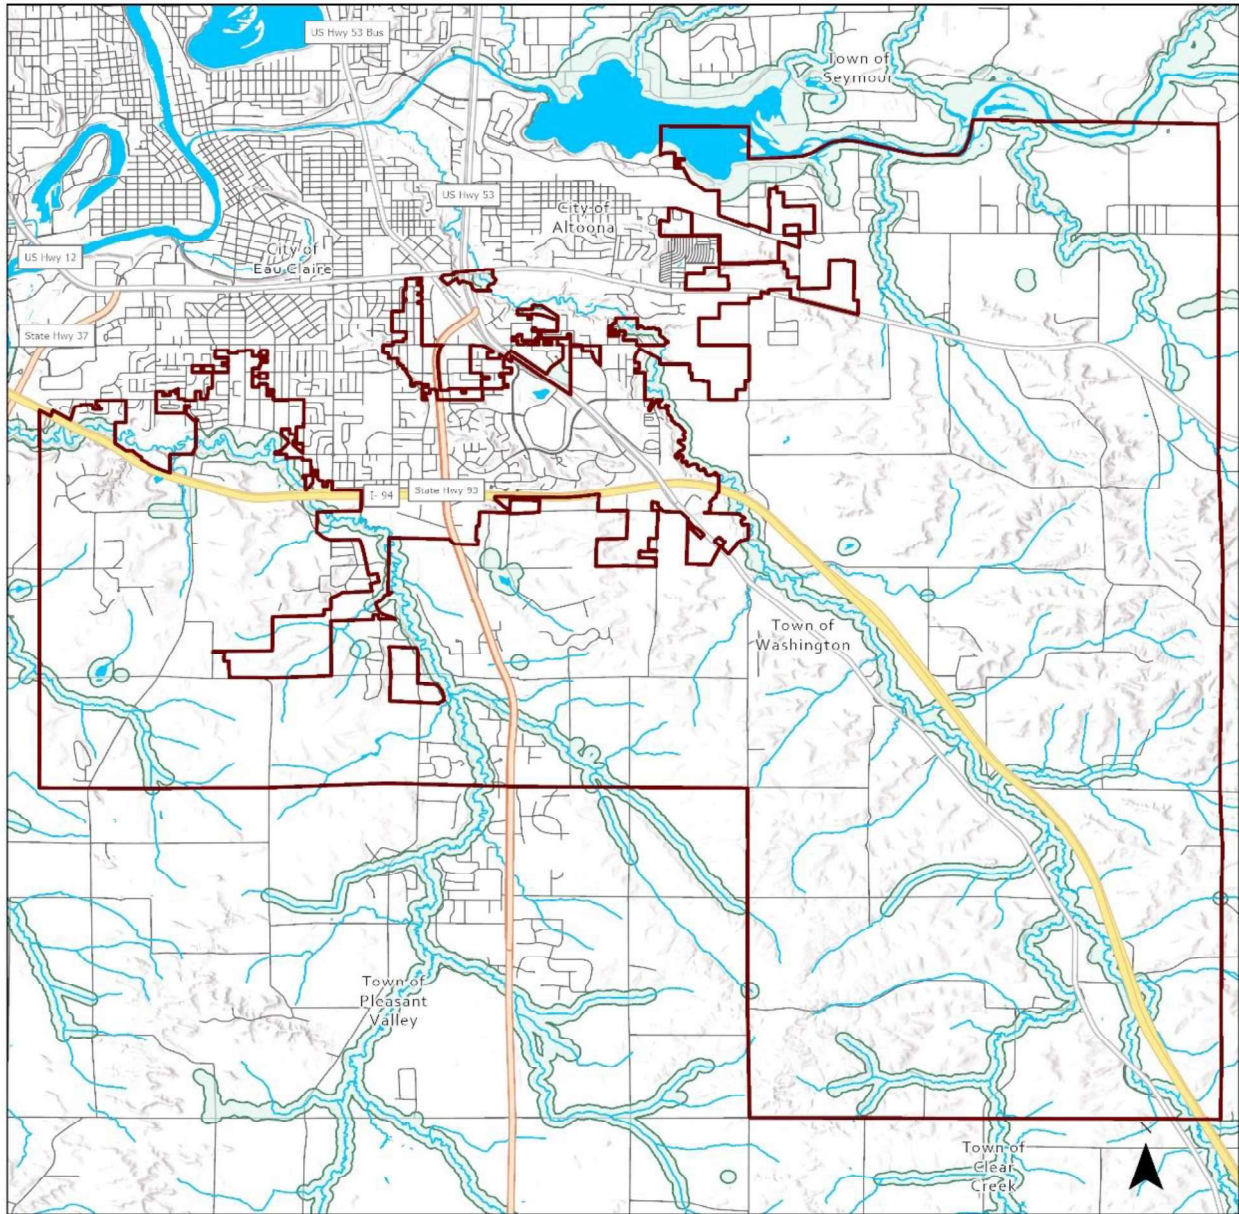 US Hwy 53 Bus
Town of
Seymour
US Hwy 53
City of
Altoona
City of
Eau Claire
US Hwy 12
State Hwy 37
I- 94
State Hwy 93
Town of
Washington
Town of
Pleasant
Valley
Town of
Clear
Creek